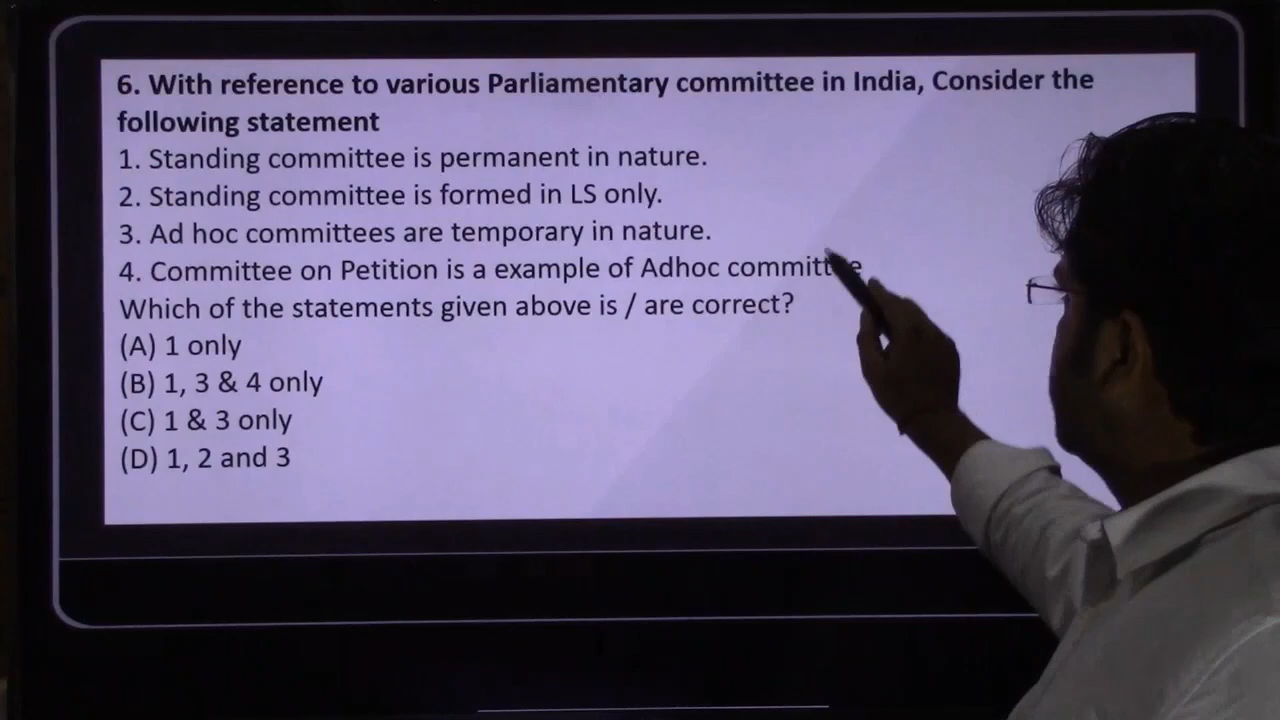 6. With reference to various Parliamentary committee in India, Consider the
following statement
1. Standing committee is permanent in nature.
2. Standing committee is formed in LS only.
3. Ad hoc committees are temporary in nature.
4. Committee on Petition is a example of Adhoc committee
Which of the statements given above is / are correct?
(A) 1 only
(B) 1, 3 & 4 only
(C) 1 & 3 only
(D) 1, 2 and 3